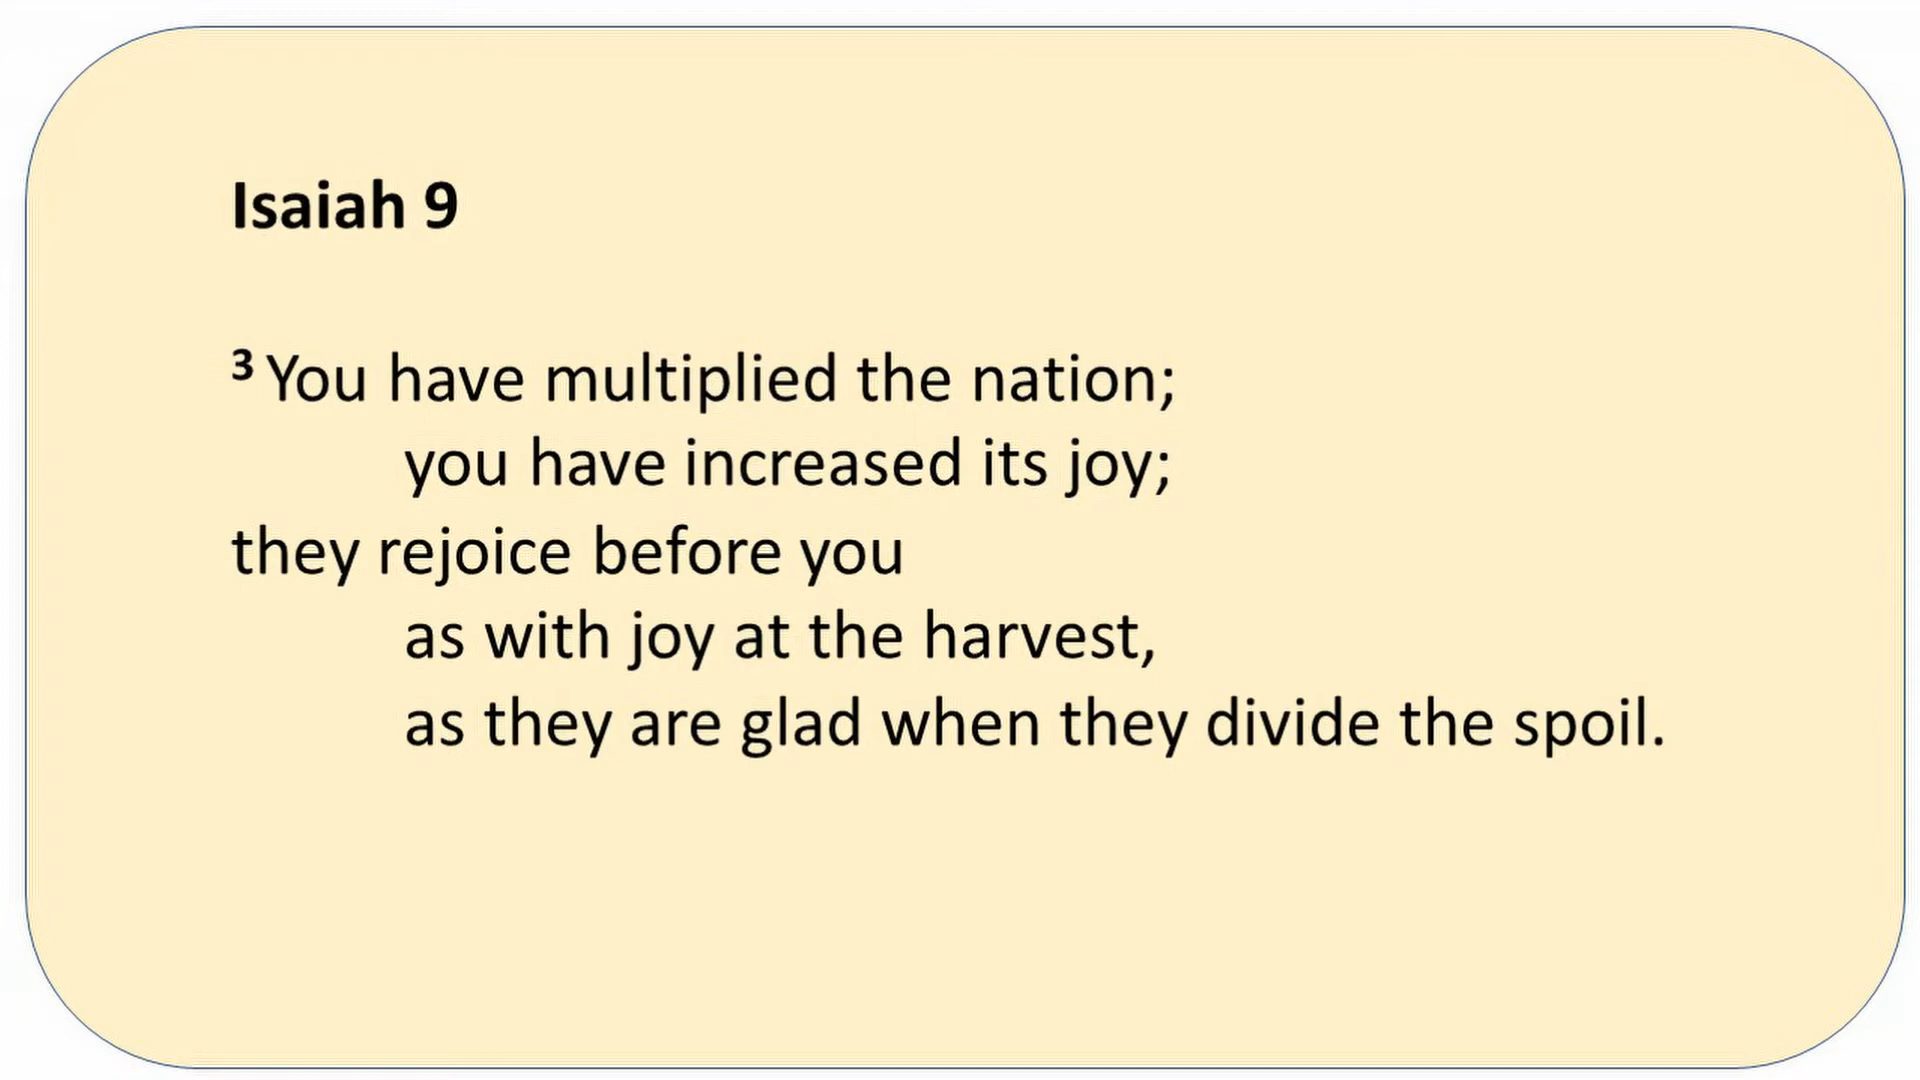 Isaiah 9
3 You have multiplied the nation;
you have increased its joy;
they rejoice before you
as with joy at the harvest,
as they are glad when they divide the spoil.